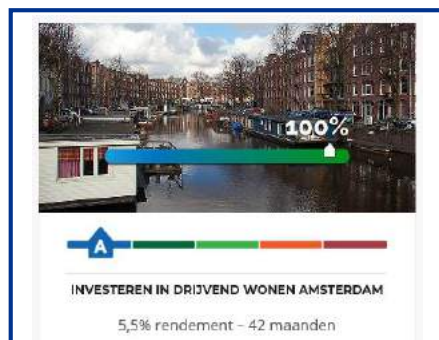 100%
A
INVESTEREN IN DRIJVEND WONEN AMSTERDAM
5,5% rendement – 42 maanden